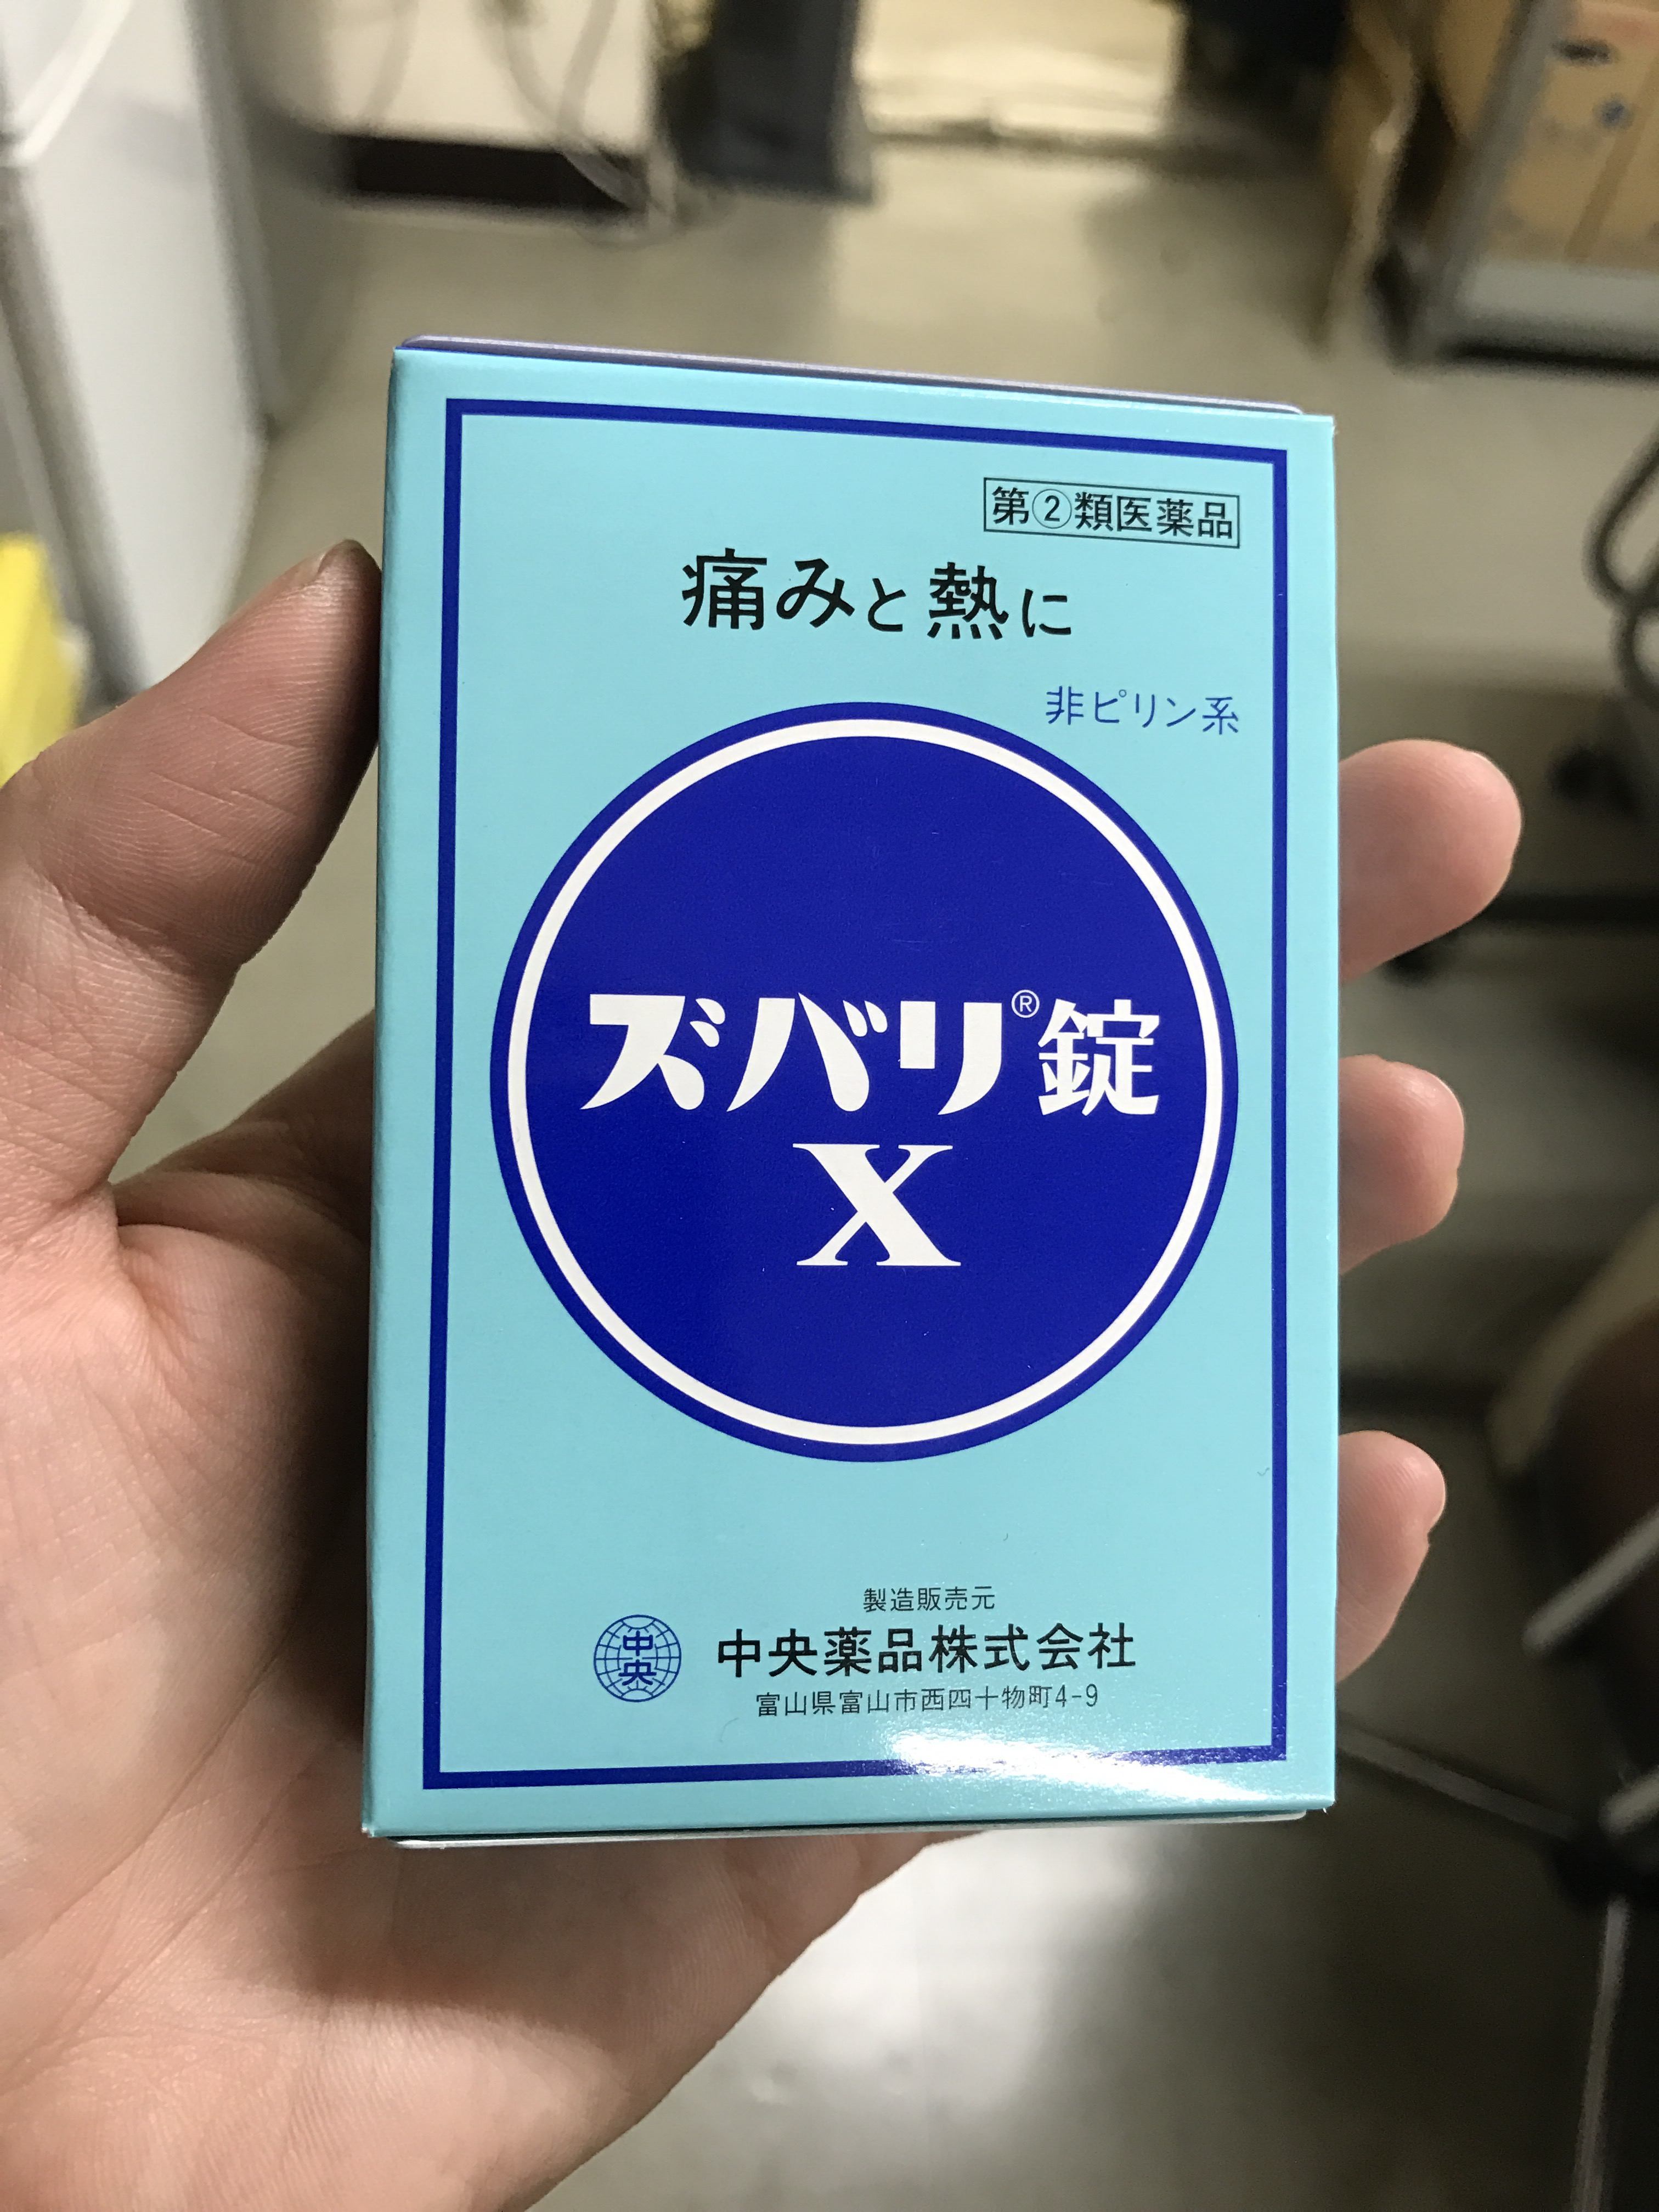 第②類医薬品
痛みと熱に
非ピリン系
ズバリ®錠
X
製造販売元
中央
中央薬品株式会社
富山県富山市西四十物町4-9